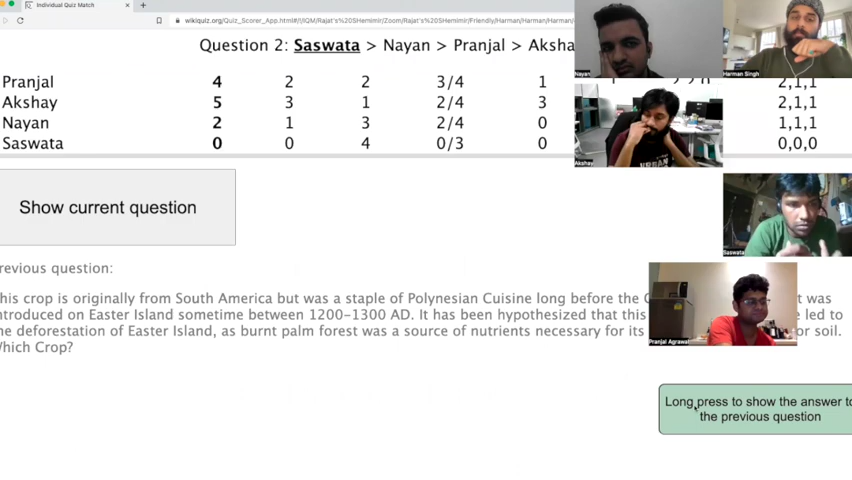 Individual Quiz Match
wikiquiz.org/Quiz_Scorer_App.html#/I/IQM/Rajat's%20SHemimir/Zoom/Rajat's%20SHemimir/Friendly/Harman/Harman/Harman/
Question 2: Saswata > Nayan > Pranjal > Aksha
Nayan
Harman Singh
Pranjal 4 2 2 3/4 1 2,1,1
Akshay 5 3 1 2/4 3 2,1,1
Nayan 2 1 3 2/4 0 1,1,1
Saswata 0 0 4 0/3 0 0,0,0
Akshay
Show current question
Saswata
revious question:
his crop is originally from South America but was a staple of Polynesian Cuisine long before the t was
ntroduced on Easter Island sometime between 1200-1300 AD. It has been hypothesized that this e led to
he deforestation of Easter Island, as burnt palm forest was a source of nutrients necessary for its or soil.
Which Crop?
Pranjal Agrawal
Long press to show the answer to
the previous question